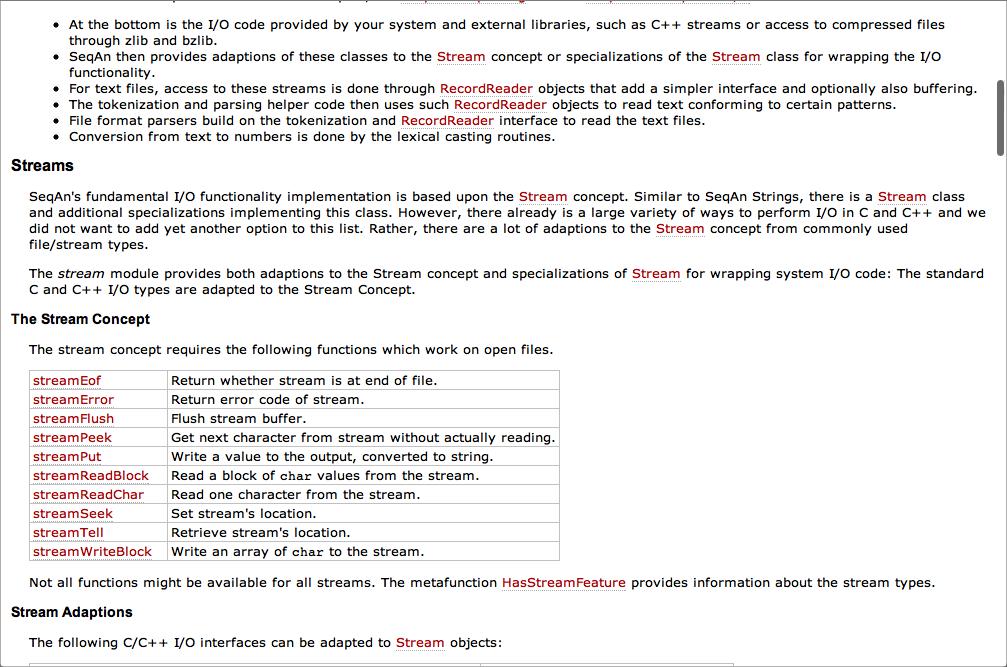 At the bottom is the I/O code provided by your system and external libraries, such as C++ streams or access to compressed files
through zlib and bzlib.
SeqAn then provides adaptions of these classes to the Stream concept or specializations of the Stream class for wrapping the I/O
functionality.
For text files, access to these streams is done through RecordReader objects that add a simpler interface and optionally also buffering.
The tokenization and parsing helper code then uses such RecordReader objects to read text conforming to certain patterns.
File format parsers build on the tokenization and RecordReader interface to read the text files.
Conversion from text to numbers is done by the lexical casting routines.
Streams
SeqAn's fundamental I/O functionality implementation is based upon the Stream concept. Similar to SeqAn Strings, there is a Stream class
and additional specializations implementing this class. However, there already is a large variety of ways to perform I/O in C and C++ and we
did not want to add yet another option to this list. Rather, there are a lot of adaptions to the Stream concept from commonly used
file/stream types.
The stream module provides both adaptions to the Stream concept and specializations of Stream for wrapping system I/O code: The standard
C and C++ I/O types are adapted to the Stream Concept.
The Stream Concept
The stream concept requires the following functions which work on open files.
streamEof Return whether stream is at end of file.
streamError Return error code of stream.
streamFlush Flush stream buffer.
streamPeek Get next character from stream without actually reading.
streamPut Write a value to the output, converted to string.
streamReadBlock Read a block of char values from the stream.
streamReadChar Read one character from the stream.
streamSeek Set stream's location.
streamTell Retrieve stream's location.
streamWriteBlock Write an array of char to the stream.
Not all functions might be available for all streams. The metafunction HasStreamFeature provides information about the stream types.
Stream Adaptions
The following C/C++ I/O interfaces can be adapted to Stream objects: